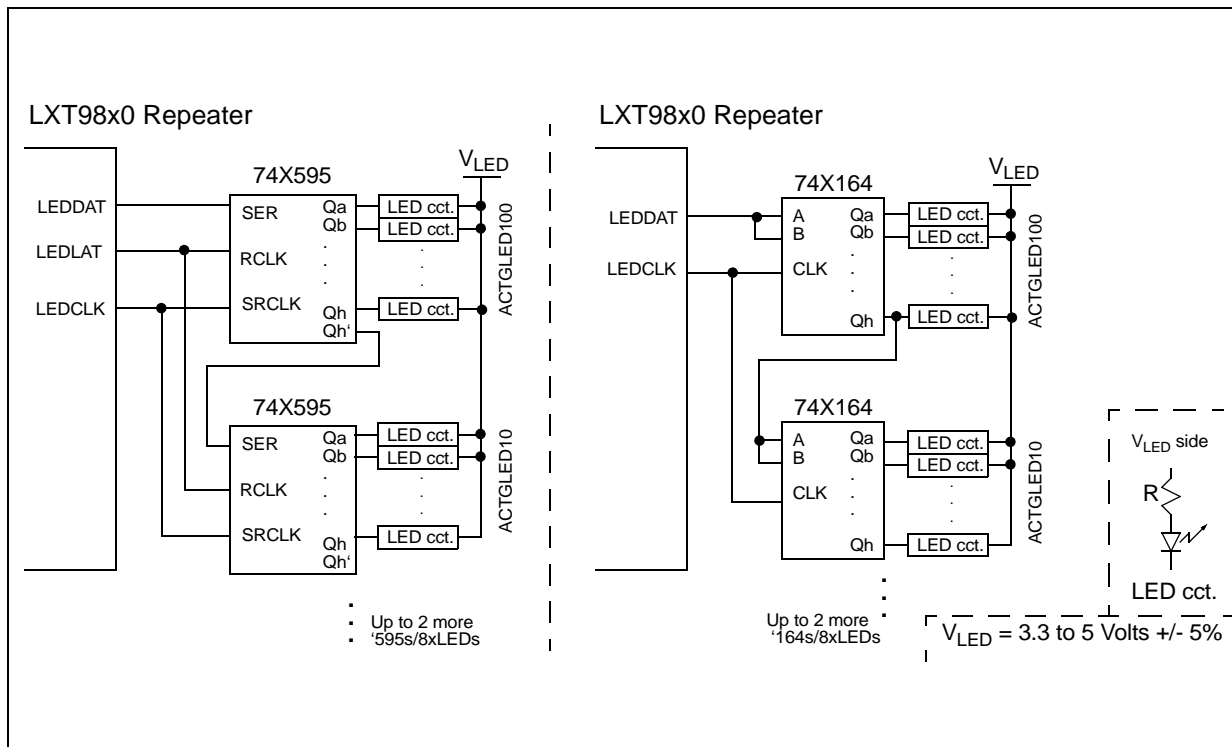 LXT98x0 Repeater
LEDDAT
LEDLAT
LEDCLK
74X595
SER
RCLK
SRCLK
Qa
Qb
Qh
Qh‘
LED cct.
LED cct.
LED cct.
VLED
ACTGLED100
74X595
SER
RCLK
SRCLK
Qa
Qb
Qh
Qh‘
LED cct.
LED cct.
LED cct.
ACTGLED10
Up to 2 more
‘595s/8xLEDs
LXT98x0 Repeater
LEDDAT
LEDCLK
74X164
A
B
CLK
Qa
Qb
Qh
LED cct.
LED cct.
LED cct.
VLED
ACTGLED100
74X164
A
B
CLK
Qa
Qb
Qh
LED cct.
LED cct.
LED cct.
ACTGLED10
Up to 2 more
‘164s/8xLEDs
VLED side
R
LED cct.
VLED = 3.3 to 5 Volts +/- 5%